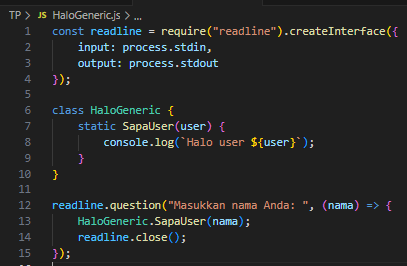 TP > JS HaloGeneric.js > ...
1 const readline = require("readline").createInterface({
2     input: process.stdin,
3     output: process.stdout
4 });
5
6 class HaloGeneric {
7     static SapaUser(user) {
8         console.log(`Halo user ${user}`);
9     }
10 }
11
12 readline.question("Masukkan nama Anda: ", (nama) => {
13     HaloGeneric.SapaUser(nama);
14     readline.close();
15 });